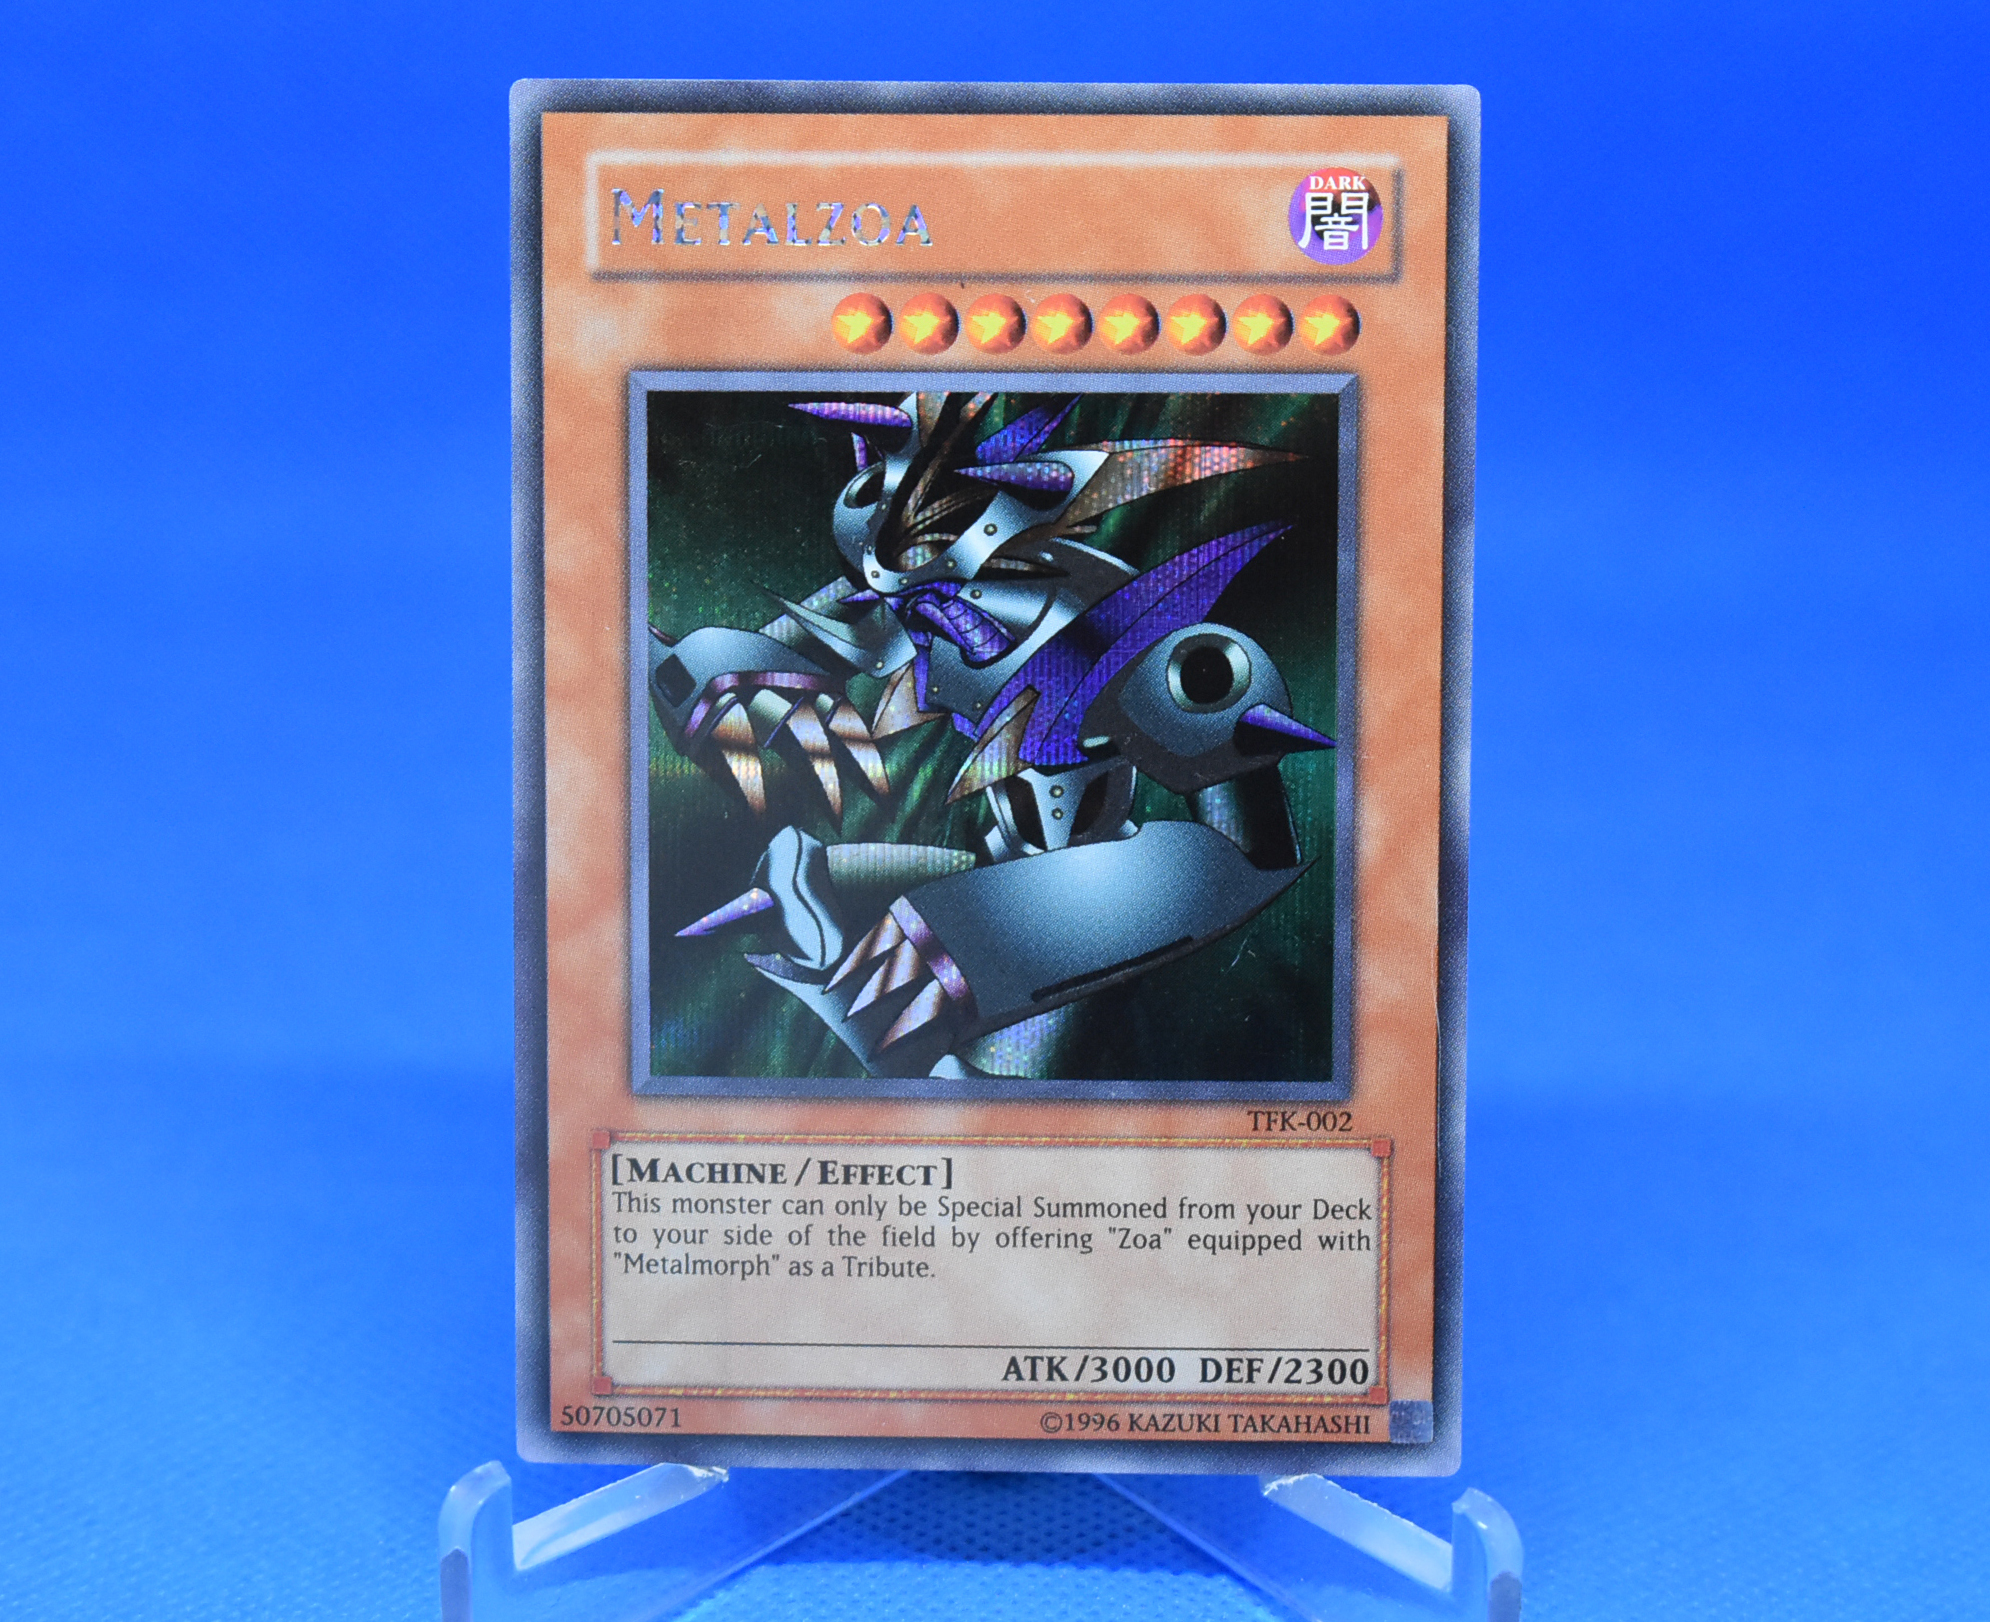 METALZOA
DARK
闇
TFK-002
[MACHINE / EFFECT]
This monster can only be Special Summoned from your Deck
to your side of the field by offering "Zoa" equipped with
"Metalmorph" as a Tribute.
ATK/3000 DEF/2300
50705071
©1996 KAZUKI TAKAHASHI